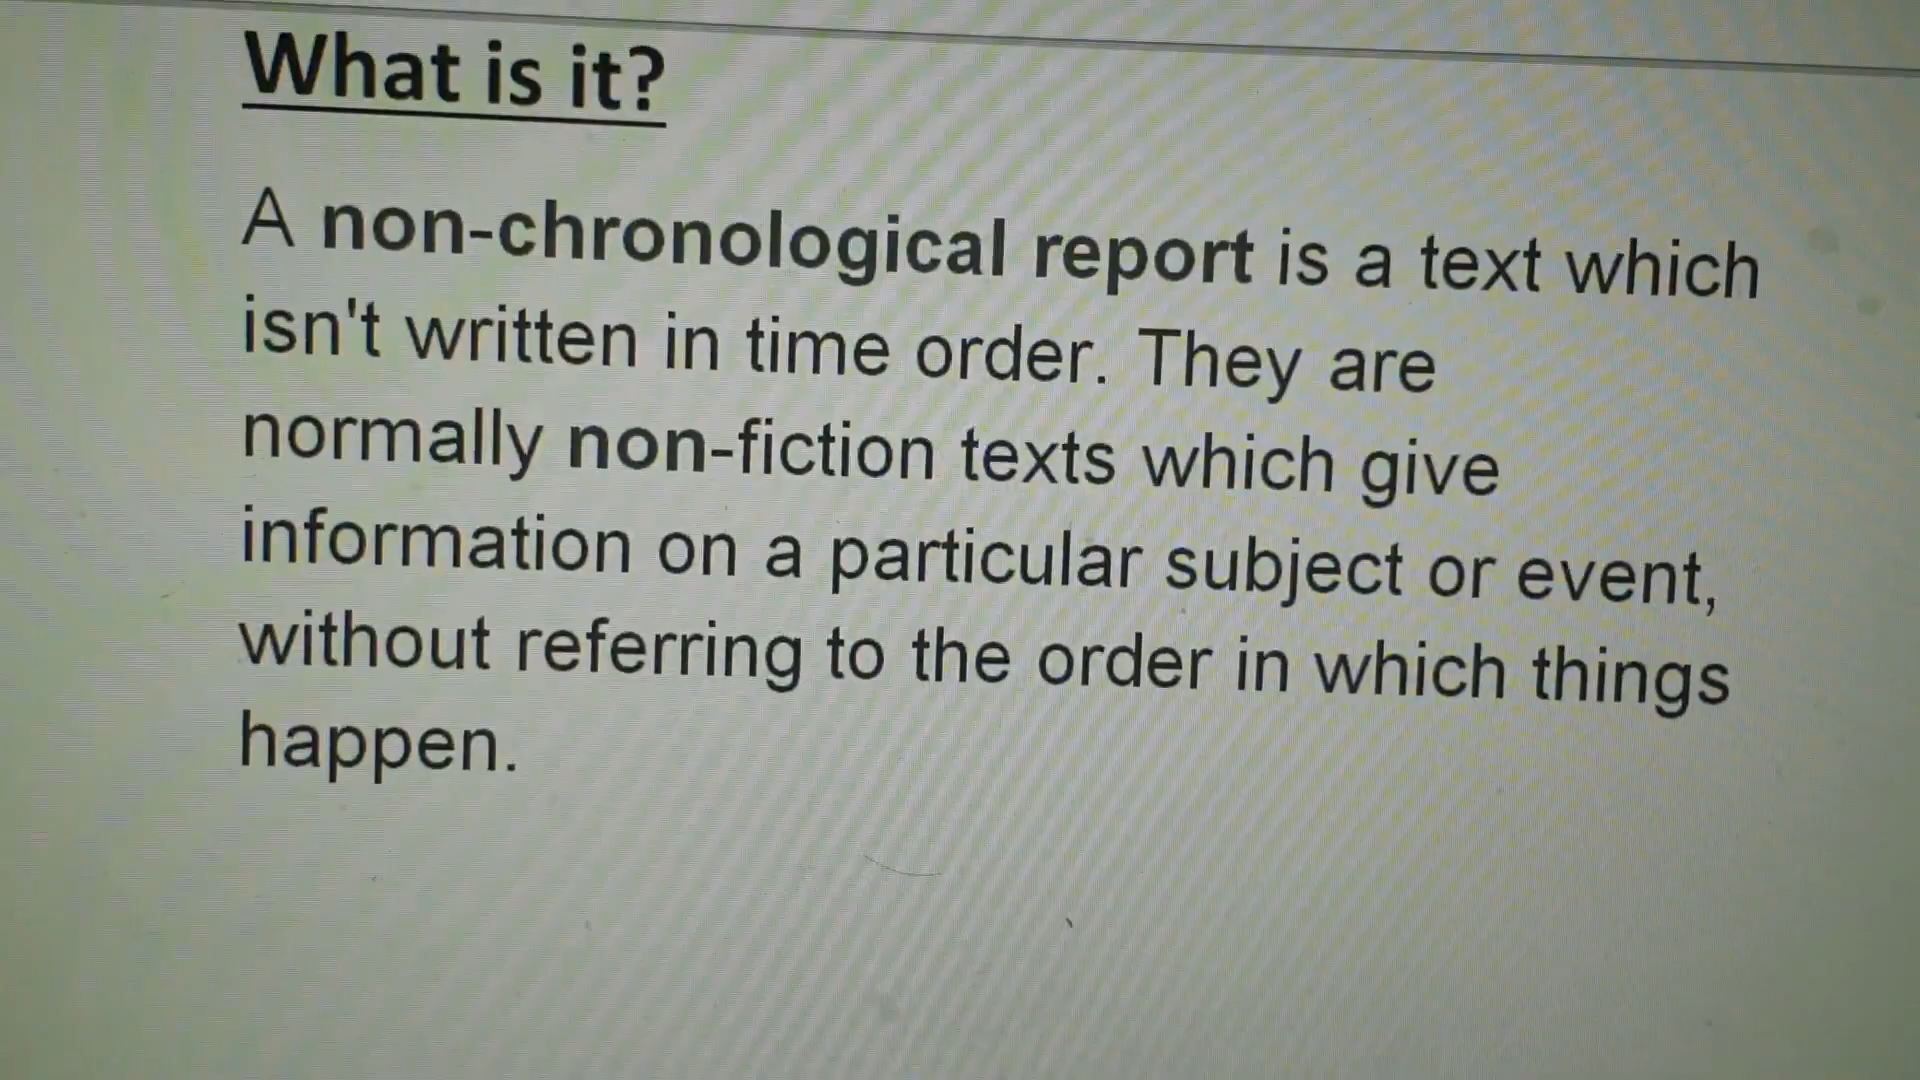 What is it?
A non-chronological report is a text which
isn't written in time order. They are
normally non-fiction texts which give
information on a particular subject or event,
without referring to the order in which things
happen.